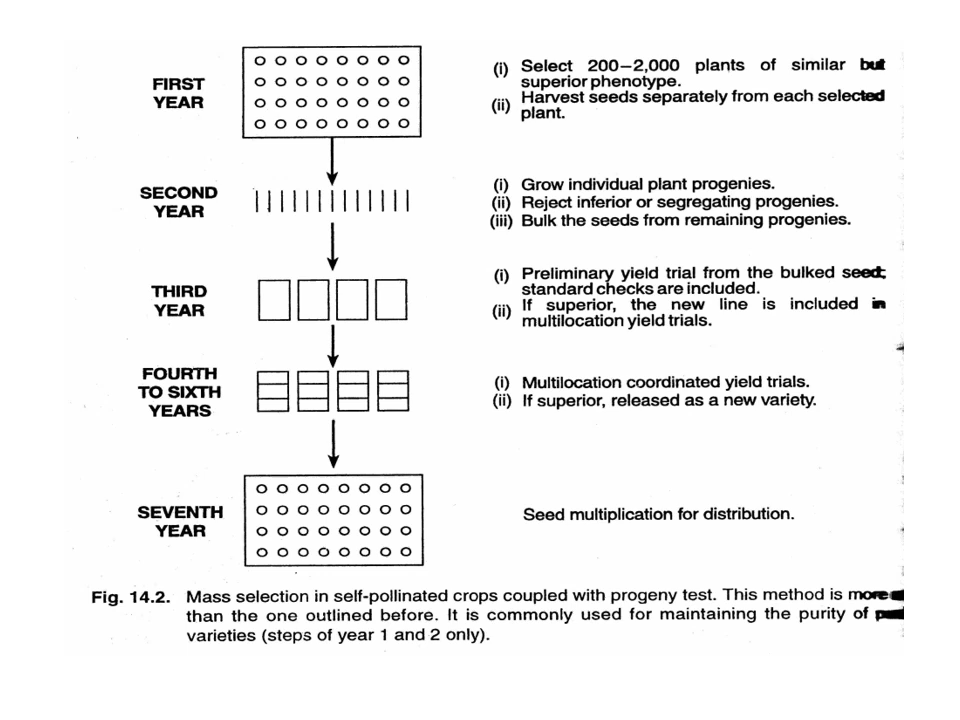 FIRST
YEAR
(i) Select 200–2,000 plants of similar but
superior phenotype.
(ii) Harvest seeds separately from each selected
plant.
SECOND
YEAR
(i) Grow individual plant progenies.
(ii) Reject inferior or segregating progenies.
(iii) Bulk the seeds from remaining progenies.
THIRD
YEAR
(i) Preliminary yield trial from the bulked seed;
standard checks are included.
(ii) If superior, the new line is included in
multilocation yield trials.
FOURTH
TO SIXTH
YEARS
(i) Multilocation coordinated yield trials.
(ii) If superior, released as a new variety.
SEVENTH
YEAR
Seed multiplication for distribution.
Fig. 14.2. Mass selection in self-pollinated crops coupled with progeny test. This method is more
than the one outlined before. It is commonly used for maintaining the purity of
varieties (steps of year 1 and 2 only).